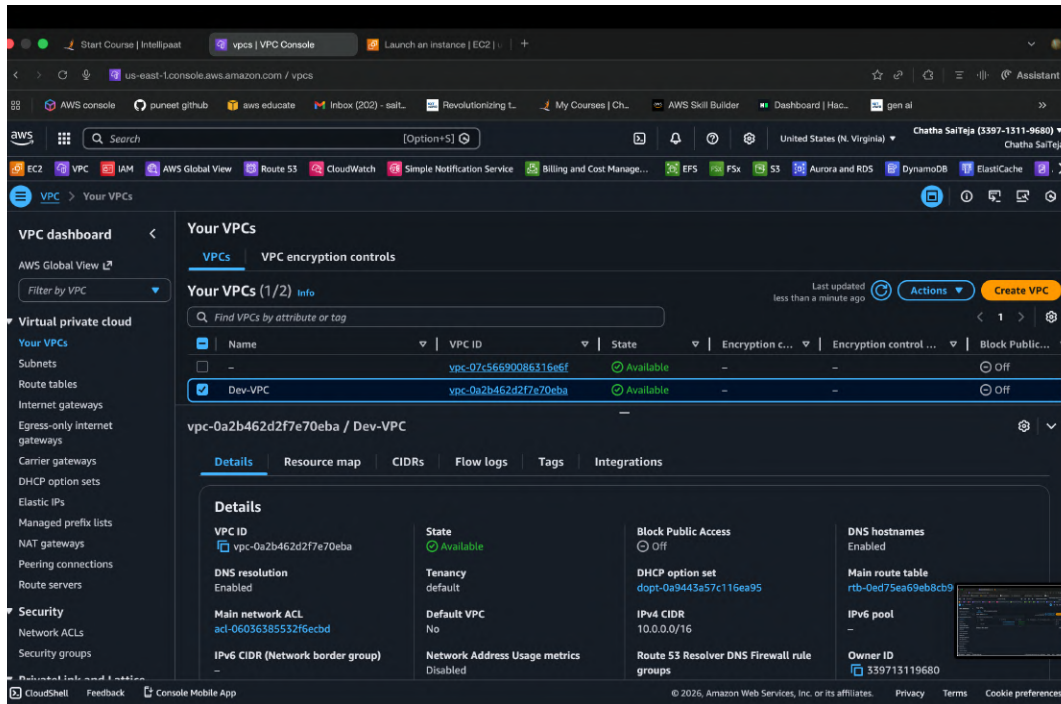 Start Course | Intellipaat
vpcs | VPC Console
Launch an instance | EC2 | u
us-east-1.console.aws.amazon.com / vpcs
Assistant
AWS console
puneet github
aws educate
Inbox (202) - sait...
Revolutionizing t...
My Courses | Ch...
AWS Skill Builder
Dashboard | Hac...
gen ai
aws
Search
[Option+S]
United States (N. Virginia)
Chatha SaiTeja (3397-1311-9680)
Chatha SaiTeja
EC2
VPC
IAM
AWS Global View
Route 53
CloudWatch
Simple Notification Service
Billing and Cost Manage...
EFS
FSx
S3
Aurora and RDS
DynamoDB
ElastiCache
VPC > Your VPCs
VPC dashboard
AWS Global View
Filter by VPC
Virtual private cloud
Your VPCs
Subnets
Route tables
Internet gateways
Egress-only internet
gateways
Carrier gateways
DHCP option sets
Elastic IPs
Managed prefix lists
NAT gateways
Peering connections
Route servers
Security
Network ACLs
Security groups
PrivateLink and Lattice
Your VPCs
VPCs
VPC encryption controls
Your VPCs (1/2) Info
Last updated
less than a minute ago
Actions
Create VPC
Find VPCs by attribute or tag
1
Name
VPC ID
State
Encryption c...
Encryption control ...
Block Public...
–
vpc-07c56690086316e6f
Available
–
–
Off
Dev-VPC
vpc-0a2b462d2f7e70eba
Available
–
–
Off
vpc-0a2b462d2f7e70eba / Dev-VPC
Details
Resource map
CIDRs
Flow logs
Tags
Integrations
Details
VPC ID
vpc-0a2b462d2f7e70eba
State
Available
Block Public Access
Off
DNS hostnames
Enabled
DNS resolution
Enabled
Tenancy
default
DHCP option set
dopt-0a9443a57c116ea95
Main route table
rtb-0ed75ea69eb8cb9
Main network ACL
acl-06036385532f6ecbd
Default VPC
No
IPv4 CIDR
10.0.0.0/16
IPv6 pool
–
IPv6 CIDR (Network border group)
–
Network Address Usage metrics
Disabled
Route 53 Resolver DNS Firewall rule
groups
Owner ID
339713119680
CloudShell
Feedback
Console Mobile App
© 2026, Amazon Web Services, Inc. or its affiliates.
Privacy
Terms
Cookie preferences